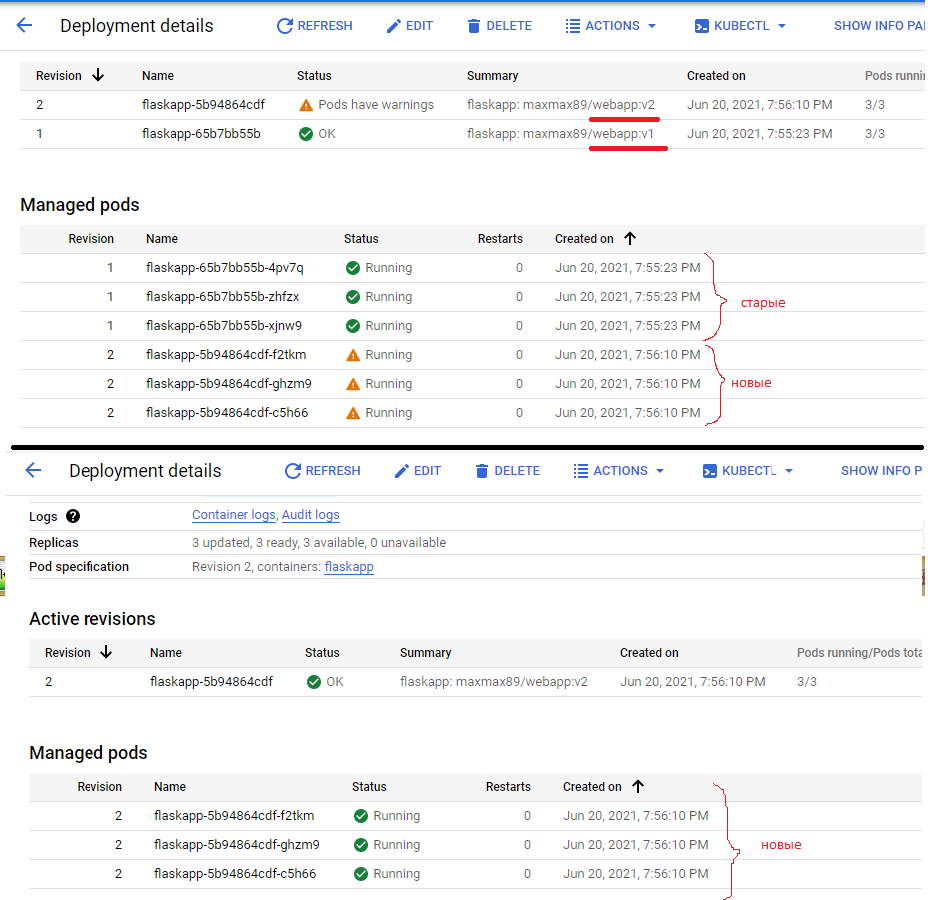 Deployment details REFRESH EDIT DELETE ACTIONS KUBECTL SHOW INFO PA
Revision Name Status Summary Created on Pods runni
2 flaskapp-5b94864cdf Pods have warnings flaskapp: maxmax89/webapp:v2 Jun 20, 2021, 7:56:10 PM 3/3
1 flaskapp-65b7bb55b OK flaskapp: maxmax89/webapp:v1 Jun 20, 2021, 7:55:23 PM 3/3
Managed pods
Revision Name Status Restarts Created on
1 flaskapp-65b7bb55b-4pv7q Running 0 Jun 20, 2021, 7:55:23 PM
1 flaskapp-65b7bb55b-zhfzx Running 0 Jun 20, 2021, 7:55:23 PM
старые
1 flaskapp-65b7bb55b-xjnw9 Running 0 Jun 20, 2021, 7:55:23 PM
2 flaskapp-5b94864cdf-f2tkm Running 0 Jun 20, 2021, 7:56:10 PM
2 flaskapp-5b94864cdf-ghzm9 Running 0 Jun 20, 2021, 7:56:10 PM
новые
2 flaskapp-5b94864cdf-c5h66 Running 0 Jun 20, 2021, 7:56:10 PM
Deployment details REFRESH EDIT DELETE ACTIONS KUBECTL SHOW INFO P
Logs ? Container logs, Audit logs
Replicas 3 updated, 3 ready, 3 available, 0 unavailable
Pod specification Revision 2, containers: flaskapp
Active revisions
Revision Name Status Summary Created on Pods running/Pods tota
2 flaskapp-5b94864cdf OK flaskapp: maxmax89/webapp:v2 Jun 20, 2021, 7:56:10 PM 3/3
Managed pods
Revision Name Status Restarts Created on
2 flaskapp-5b94864cdf-f2tkm Running 0 Jun 20, 2021, 7:56:10 PM
2 flaskapp-5b94864cdf-ghzm9 Running 0 Jun 20, 2021, 7:56:10 PM
новые
2 flaskapp-5b94864cdf-c5h66 Running 0 Jun 20, 2021, 7:56:10 PM